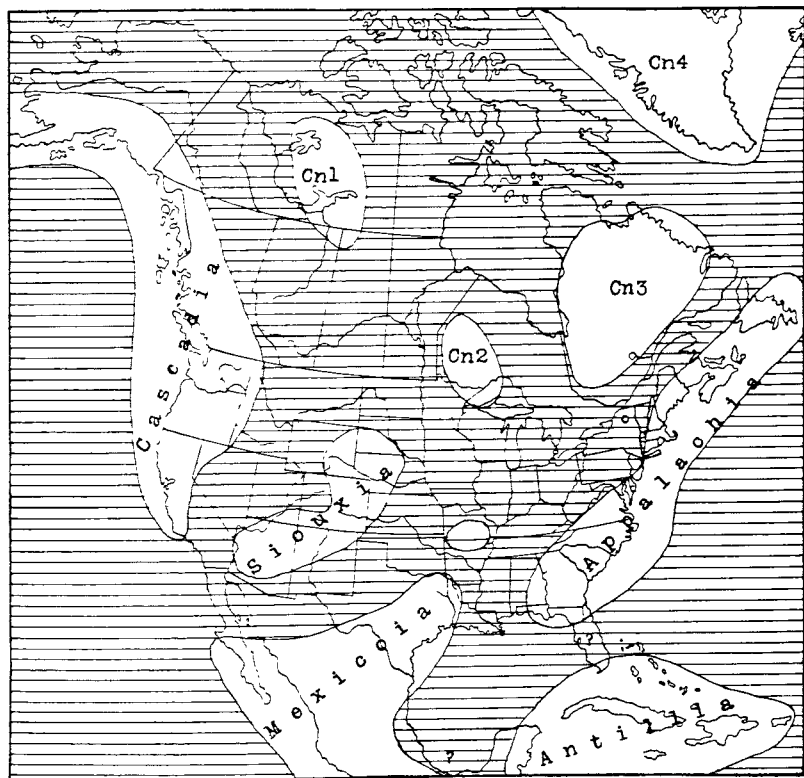 Cn4
Cn1
Cn3
Cn2
Cascadia
Appalachia
Siouxia
?
Mexicoia
Antillia
?